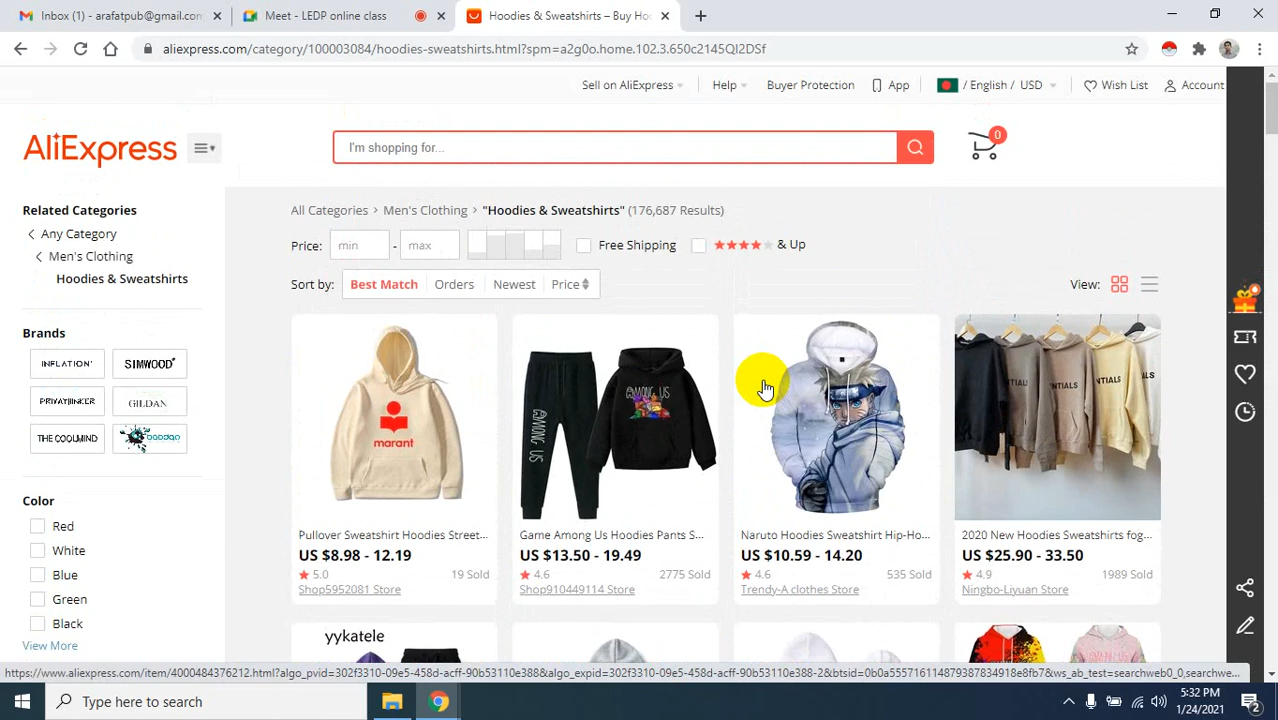 Inbox (1) - arafatpub@gmail.com
Meet - LEDP online class
Hoodies & Sweatshirts – Buy Hoo
aliexpress.com/category/100003084/hoodies-sweatshirts.html?spm=a2g0o.home.102.3.650c2145Ql2DSf
Sell on AliExpress
Help
Buyer Protection
App
/ English / USD
Wish List
Account
AliExpress
I'm shopping for...
0
Related Categories
Any Category
Men's Clothing
Hoodies & Sweatshirts
All Categories > Men's Clothing > "Hoodies & Sweatshirts" (176,687 Results)
Price: min - max
Free Shipping
& Up
Sort by: Best Match Orders Newest Price
View:
Brands
INFLATION
SIMWOOD
GILDAN
THE COOLMIND
Color
Red
White
Blue
Green
Black
View More
marant
AMONG US
AMONG US
ENTIALS
NTIALS
Pullover Sweatshirt Hoodies Street...
US $8.98 - 12.19
5.0 19 Sold
Shop5952081 Store
Game Among Us Hoodies Pants S...
US $13.50 - 19.49
4.6 2775 Sold
Shop910449114 Store
Naruto Hoodies Sweatshirt Hip-Ho...
US $10.59 - 14.20
4.6 535 Sold
Trendy-A clothes Store
2020 New Hoodies Sweatshirts fog...
US $25.90 - 33.50
4.9 1989 Sold
Ningbo-Liyuan Store
yykatele
https://www.aliexpress.com/item/4000484376212.html?algo_pvid=302f3310-09e5-458d-acff-90b53110e388&algo_expid=302f3310-09e5-458d-acff-90b53110e388-2&btsid=0b0a555716114879387834918e8fb7&ws_ab_test=searchweb0_0,searchwe...
Type here to search
5:32 PM
1/24/2021
2